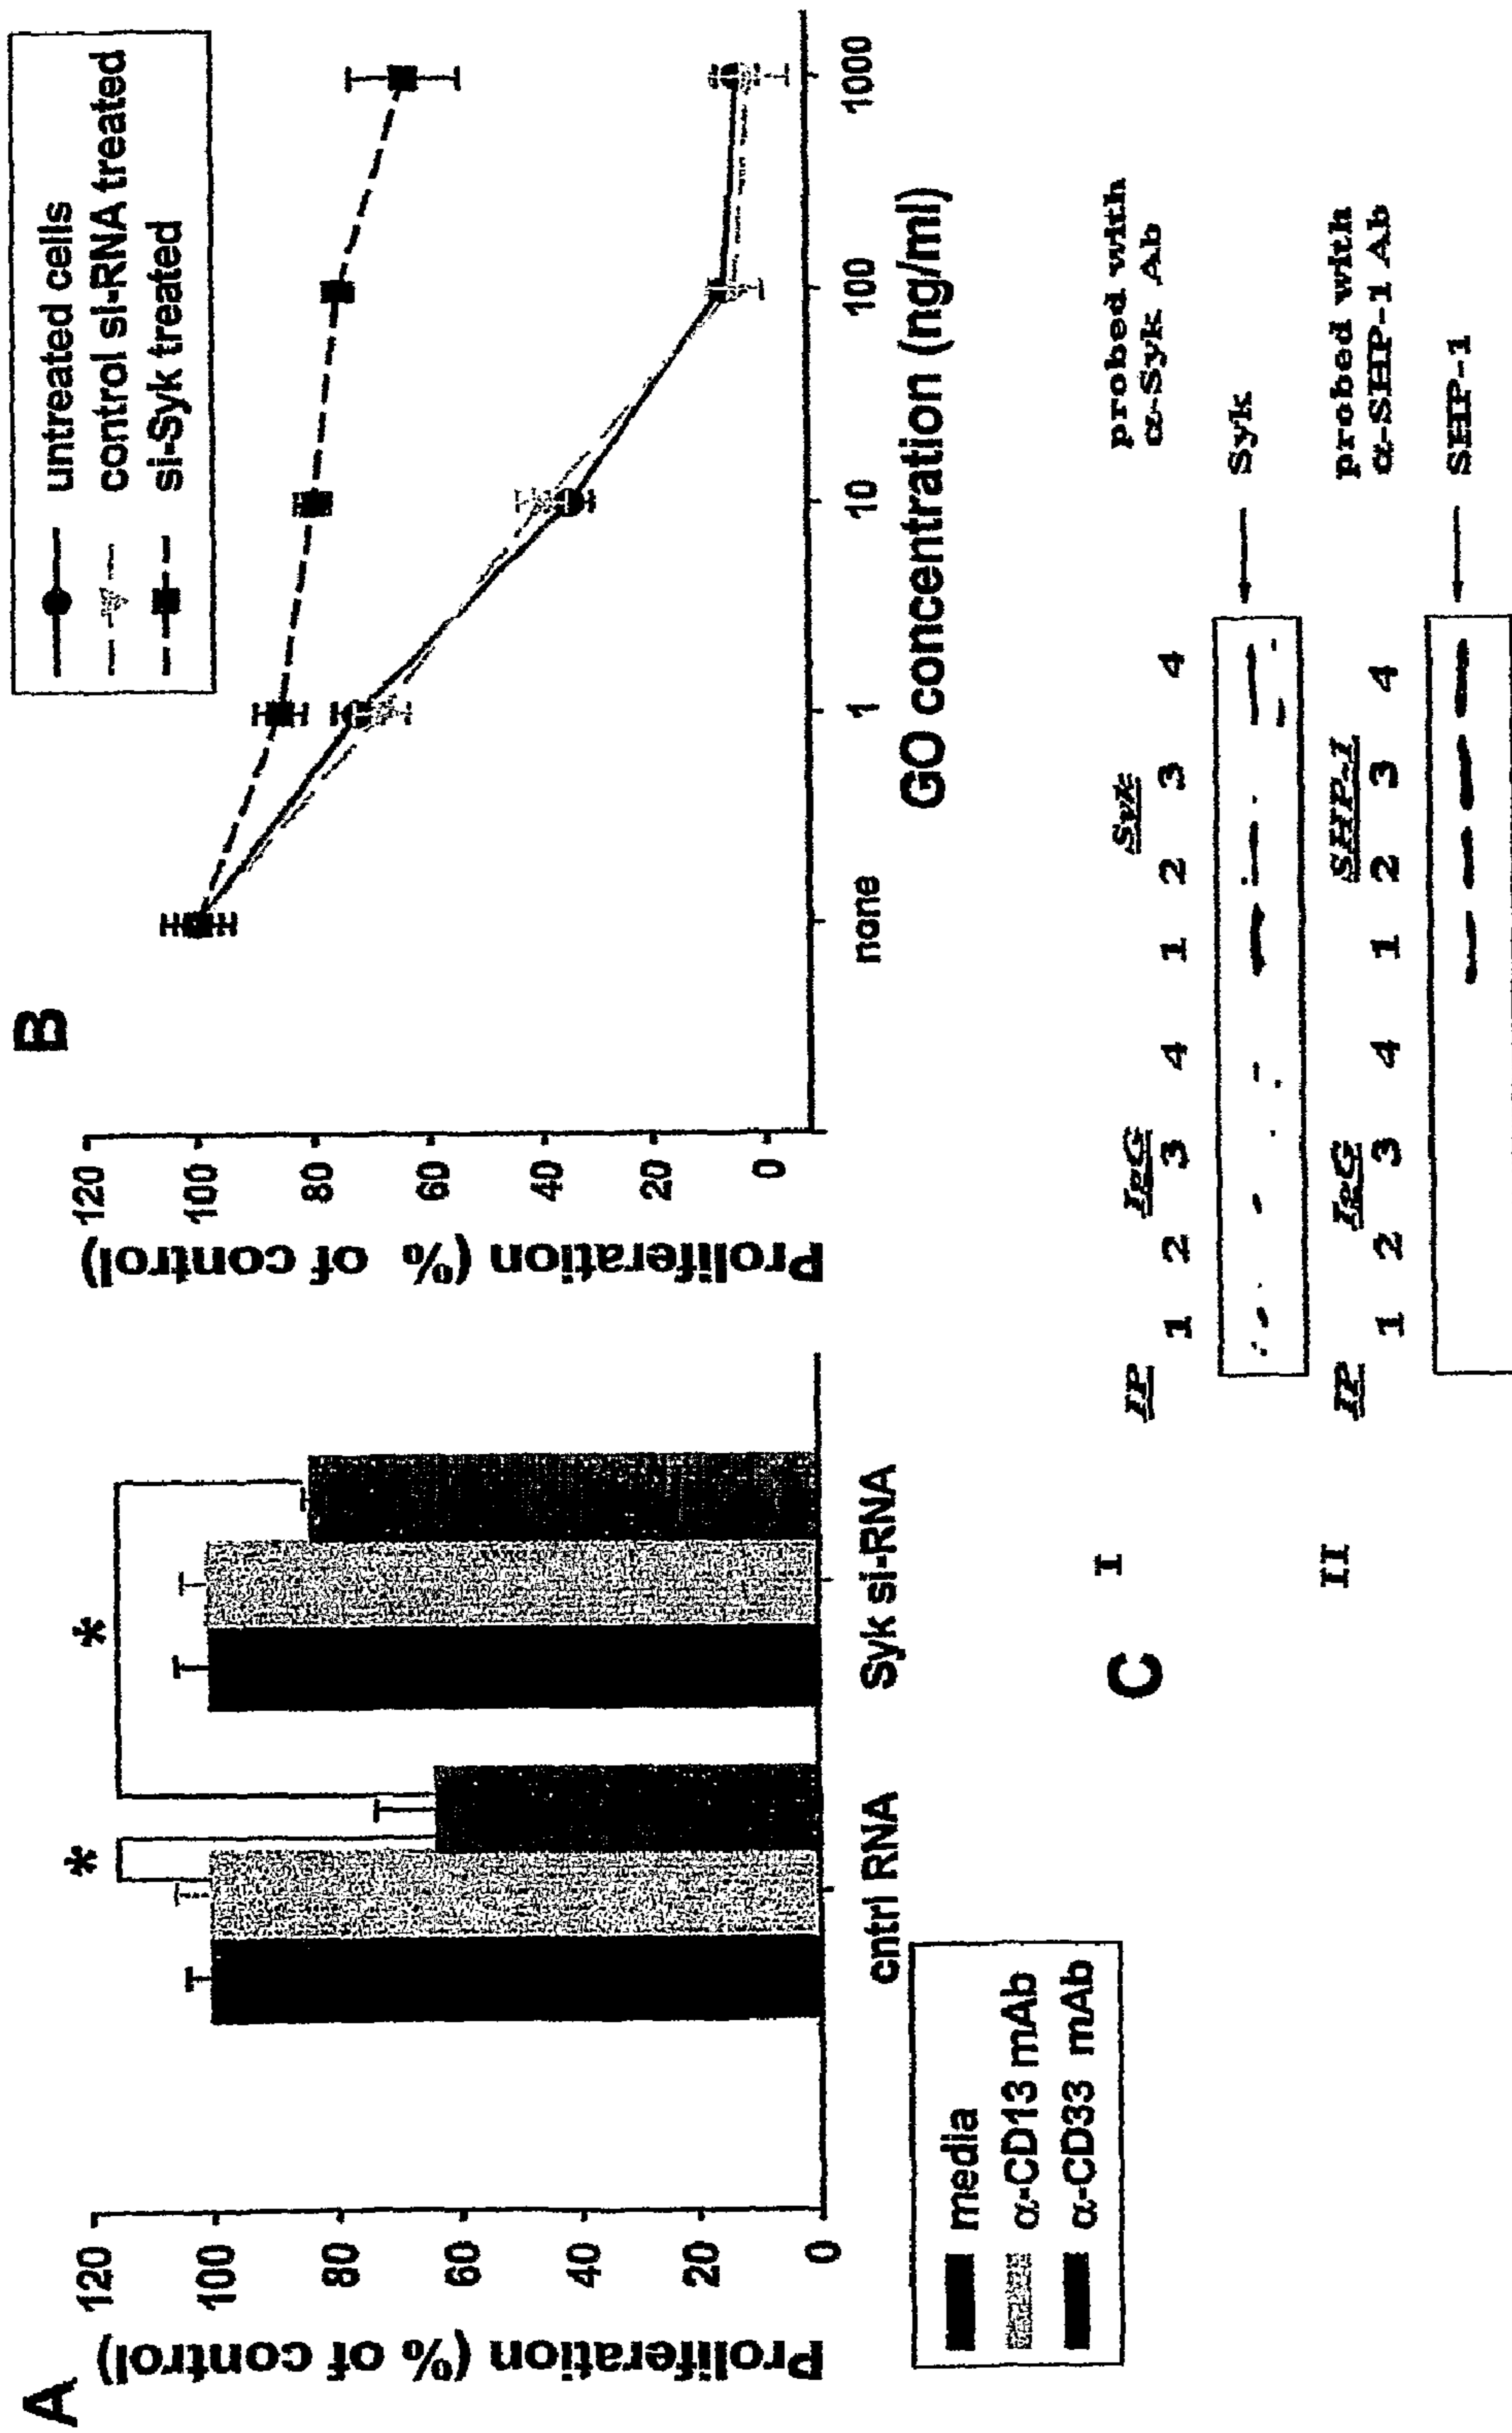 A
Proliferation (% of control)
120
100
80
60
40
20
0
*
*
cntrl RNA
Syk si-RNA
media
α-CD13 mAb
α-CD33 mAb
B
Proliferation (% of control)
120
100
80
60
40
20
0
untreated cells
control si-RNA treated
si-Syk treated
none
1
10
100
1000
GO concentration (ng/ml)
C
I
IP
IgG
Syk
1 2 3 4 1 2 3 4
probed with
α-Syk Ab
Syk
II
IP
IgG
SHP-1
1 2 3 4 1 2 3 4
probed with
α-SHP-1 Ab
SHP-1